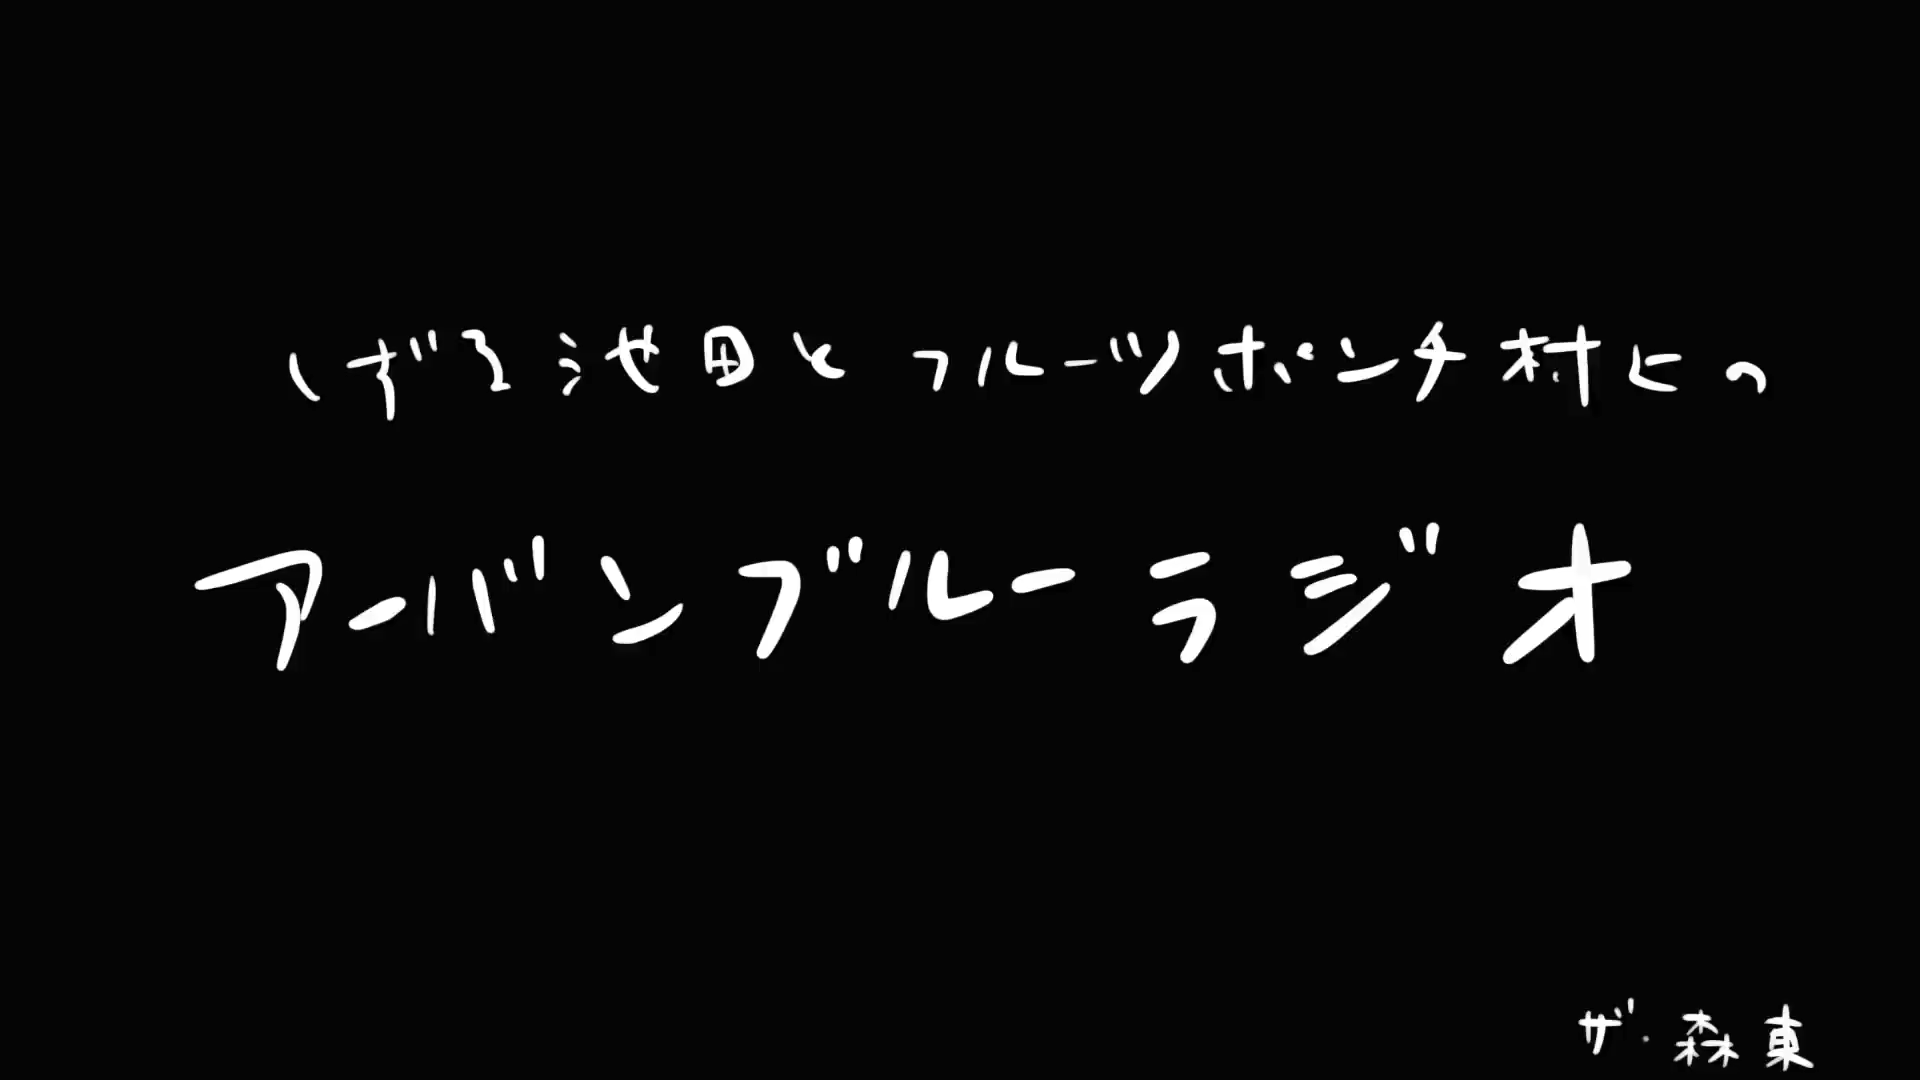 しずる池田とフルーツポンチ村上の
アーバンブルーラジオ
ザ・森東